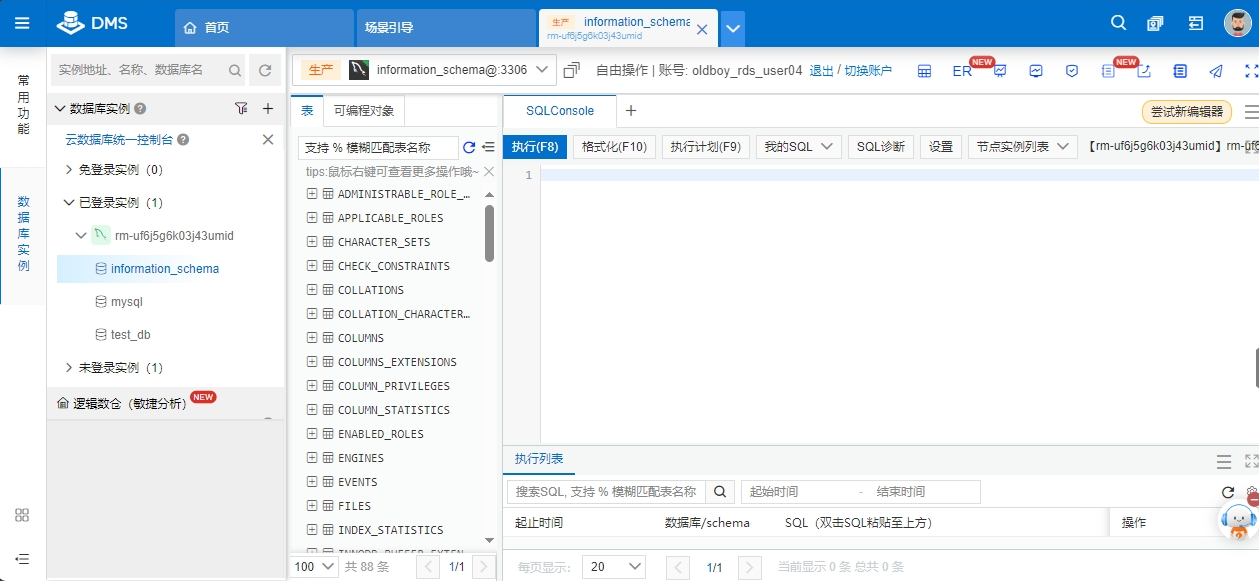 DMS
首页
场景引导
生产 information_schema
rm-uf6j5g6k03j43umid
常用功能
数据库实例
实例地址、名称、数据库名
数据库实例
云数据库统一控制台
免登录实例（0）
已登录实例（1）
rm-uf6j5g6k03j43umid
information_schema
mysql
test_db
未登录实例（1）
逻辑数仓（敏捷分析） NEW
生产 information_schema@:3306
自由操作 | 账号: oldboy_rds_user04 退出 / 切换账户
ER NEW NEW
表 可编程对象
支持 % 模糊匹配表名称
tips:鼠标右键可查看更多操作哦~
ADMINISTRABLE_ROLE_…
APPLICABLE_ROLES
CHARACTER_SETS
CHECK_CONSTRAINTS
COLLATIONS
COLLATION_CHARACTER…
COLUMNS
COLUMNS_EXTENSIONS
COLUMN_PRIVILEGES
COLUMN_STATISTICS
ENABLED_ROLES
ENGINES
EVENTS
FILES
INDEX_STATISTICS
100 共 88 条 1/1
SQLConsole
尝试新编辑器
执行(F8) 格式化(F10) 执行计划(F9) 我的SQL SQL诊断 设置 节点实例列表 【rm-uf6j5g6k03j43umid】
1
执行列表
搜索SQL, 支持 % 模糊匹配表名称 起始时间 - 结束时间
起止时间 数据库/schema SQL（双击SQL粘贴至上方） 操作
每页显示: 20 1/1 当前显示 0 条 总共 0 条